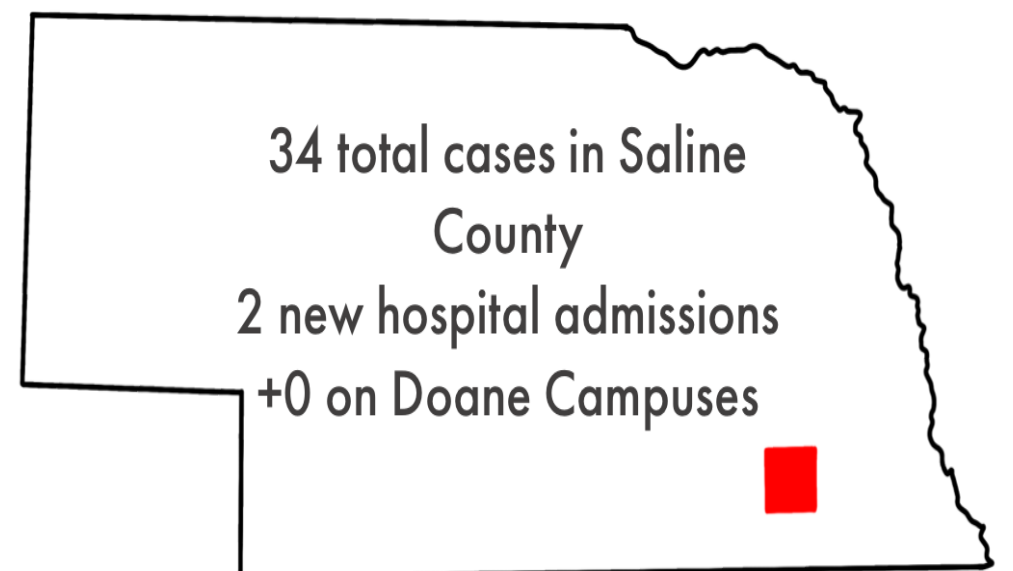 34 total cases in Saline
County
2 new hospital admissions
+0 on Doane Campuses